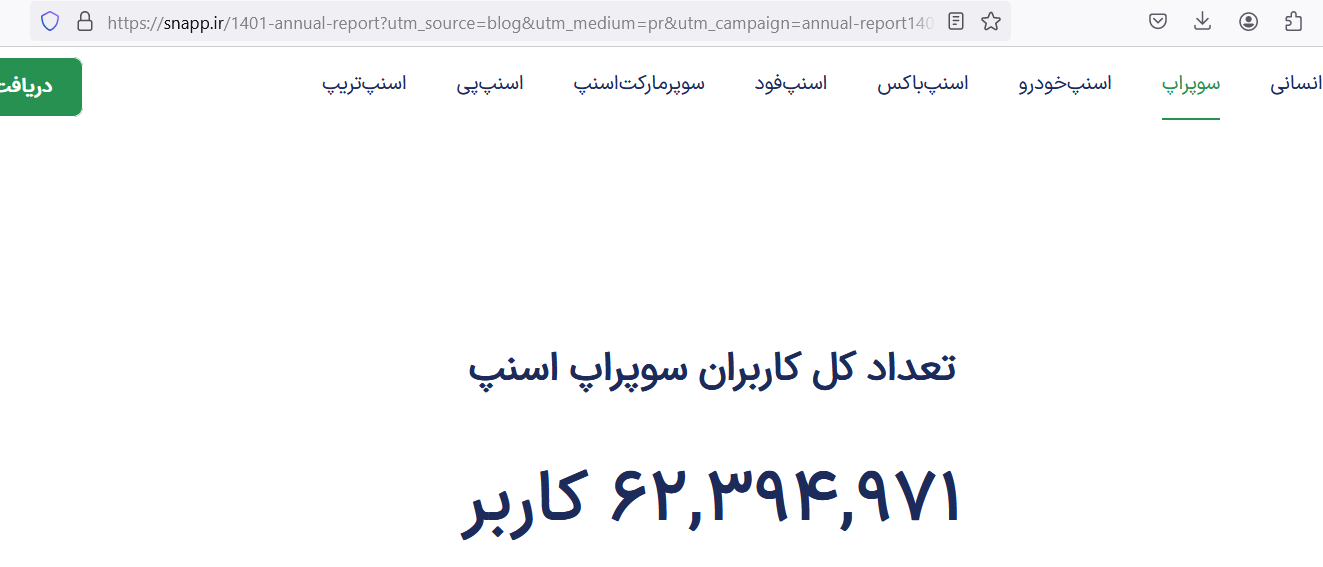 https://snapp.ir/1401-annual-report?utm_source=blog&utm_medium=pr&utm_campaign=annual-report140
انسانی سوپراپ اسنپ‌خودرو اسنپ‌باکس اسنپ‌فود سوپرمارکت‌اسنپ اسنپ‌پی اسنپ‌تریپ دریافت
تعداد کل کاربران سوپراپ اسنپ
۶۲,۳۹۴,۹۷۱ کاربر